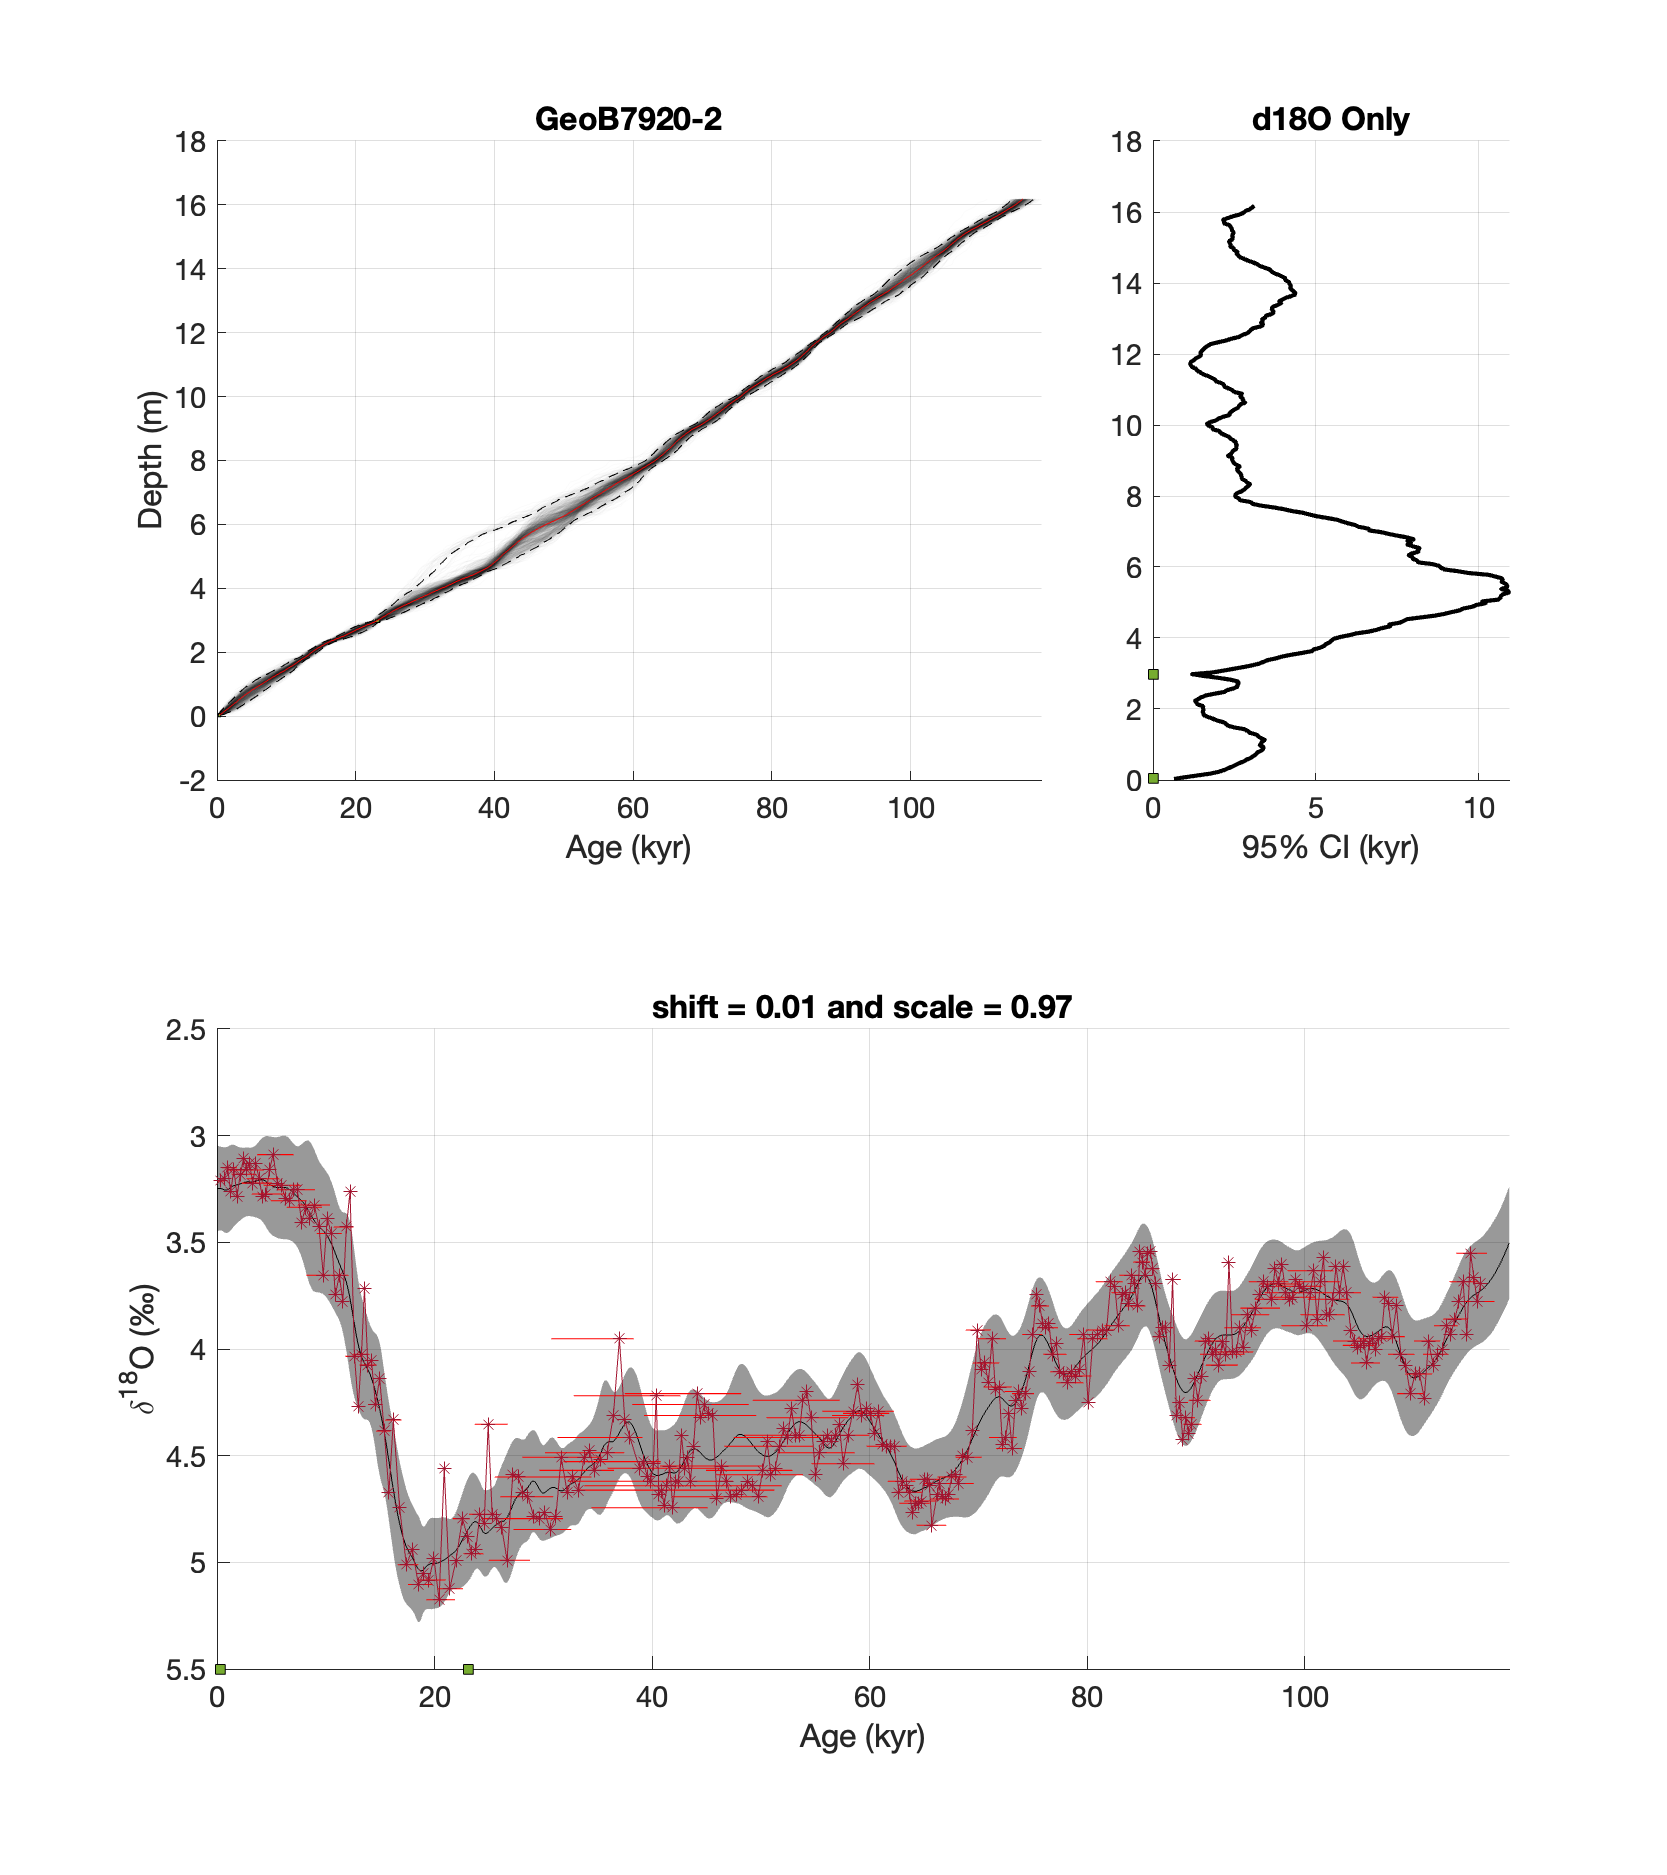 GeoB7920-2
18
16
14
12
10
8
6
4
2
0
-2
Depth (m)
0 20 40 60 80 100
Age (kyr)
d18O Only
18
16
14
12
10
8
6
4
2
0
0 5 10
95% CI (kyr)
shift = 0.01 and scale = 0.97
2.5
3
3.5
4
4.5
5
5.5
δ18O (‰)
0 20 40 60 80 100
Age (kyr)